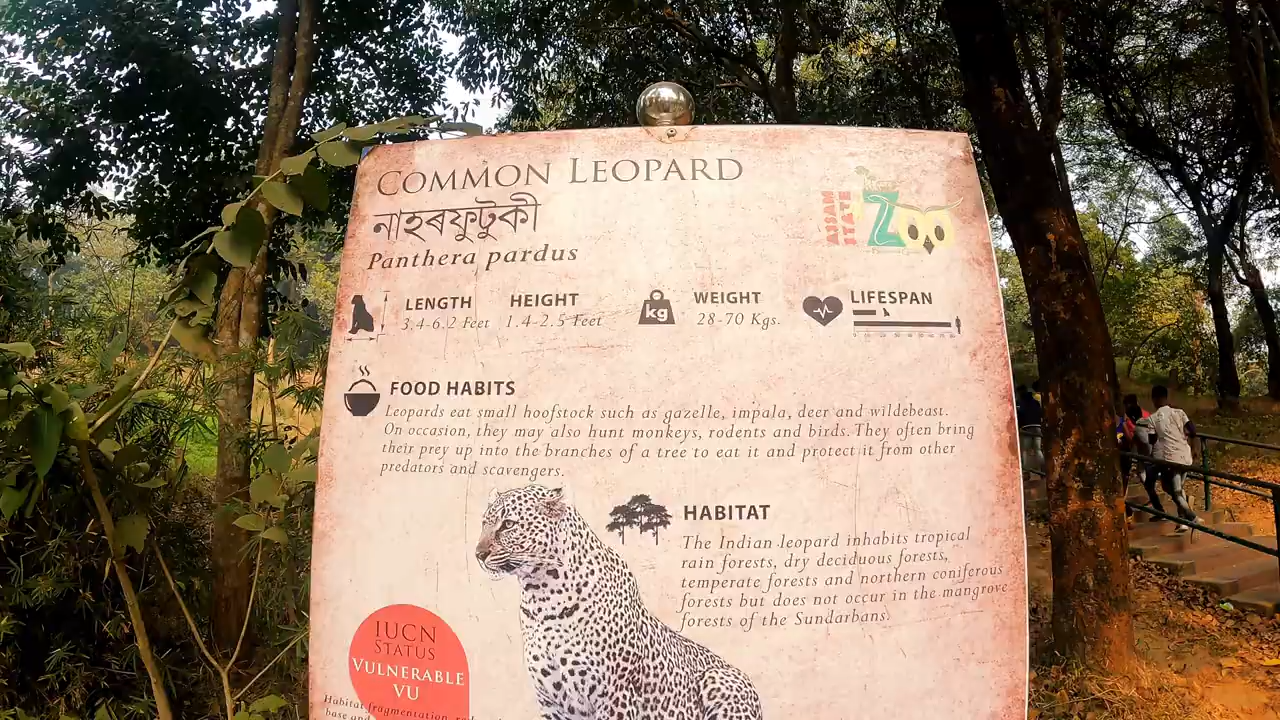 COMMON LEOPARD
নাহৰফুটুকী
Panthera pardus
ASSAM STATE ZOO
LENGTH HEIGHT WEIGHT LIFESPAN
3.4-6.2 Feet 1.4-2.5 Feet kg 28-70 Kgs.
FOOD HABITS
Leopards eat small hoofstock such as gazelle, impala, deer and wildebeast.
On occasion, they may also hunt monkeys, rodents and birds. They often bring
their prey up into the branches of a tree to eat it and protect it from other
predators and scavengers.
HABITAT
The Indian leopard inhabits tropical
rain forests, dry deciduous forests,
temperate forests and northern coniferous
forests but does not occur in the mangrove
forests of the Sundarbans.
IUCN
STATUS
VULNERABLE
VU
Habitat fragmentation,
base and